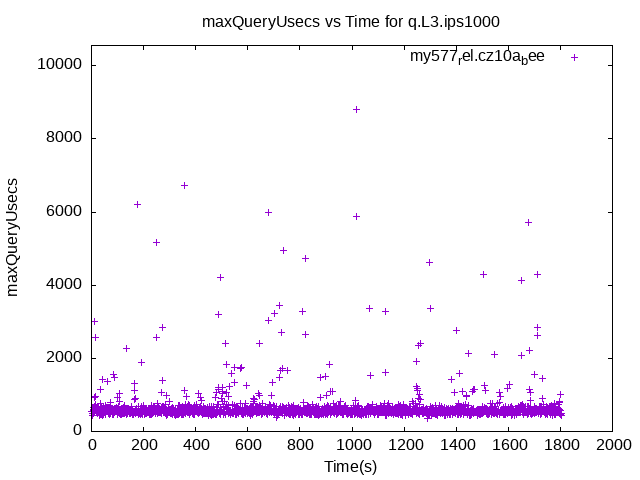 maxQueryUsecs vs Time for q.L3.ips1000
my577rel.cz10abee
10000
8000
6000
4000
2000
0
maxQueryUsecs
0 200 400 600 800 1000 1200 1400 1600 1800 2000
Time(s)